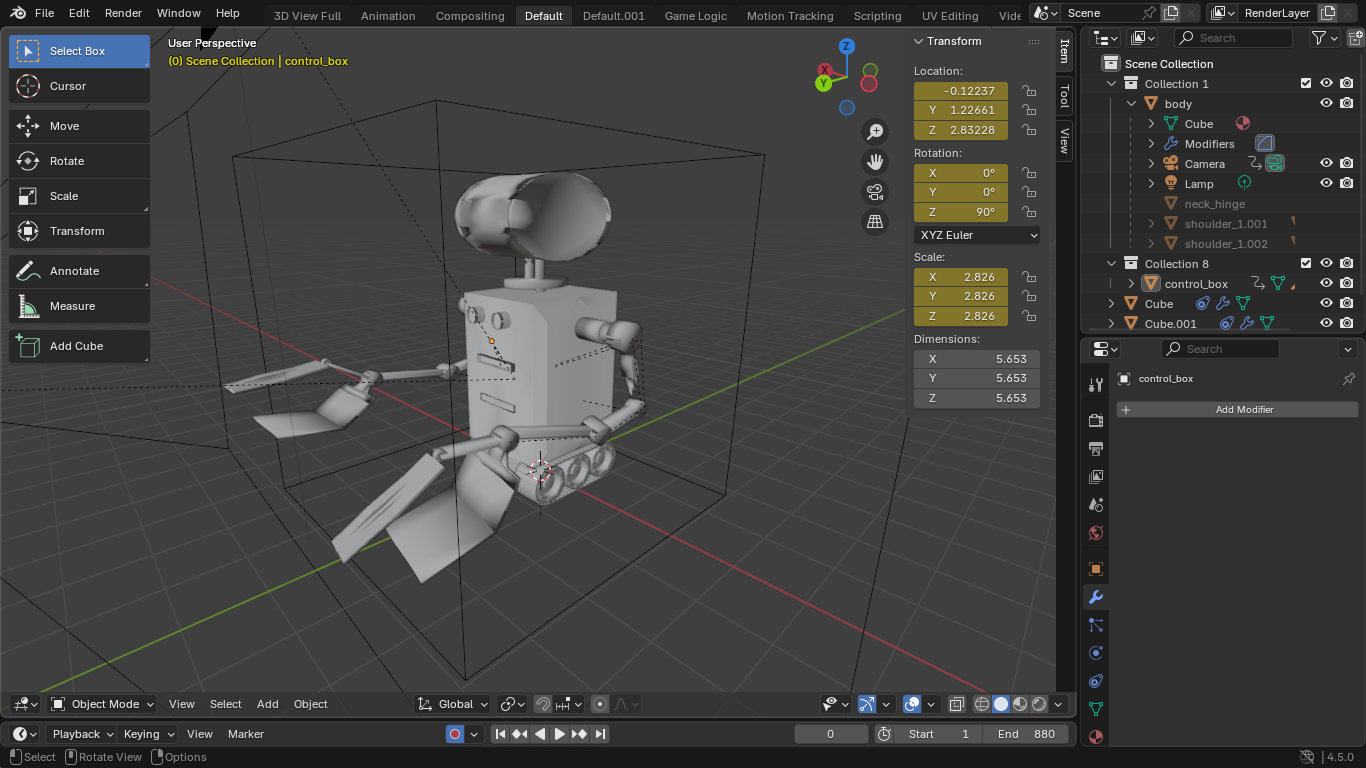 File Edit Render Window Help
3D View Full Animation Compositing Default Default.001 Game Logic Motion Tracking Scripting UV Editing Vide
Scene
RenderLayer
Select Box
Cursor
Move
Rotate
Scale
Transform
Annotate
Measure
Add Cube
User Perspective
(0) Scene Collection | control_box
Z
X
Y
Transform
Location:
-0.12237
Y 1.22661
Z 2.83228
Rotation:
X 0°
Y 0°
Z 90°
XYZ Euler
Scale:
X 2.826
Y 2.826
Z 2.826
Dimensions:
X 5.653
Y 5.653
Z 5.653
Item
Tool
View
Search
Scene Collection
Collection 1
body
Cube
Modifiers
Camera
Lamp
neck_hinge
shoulder_1.001
shoulder_1.002
Collection 8
control_box
Cube
Cube.001
Search
control_box
Add Modifier
Object Mode View Select Add Object
Global
Playback Keying View Marker
0
Start 1
End 880
Select
Rotate View
Options
4.5.0